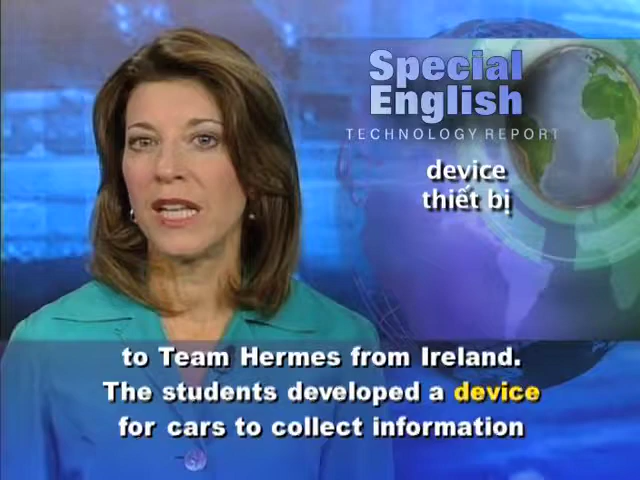 Special
English
TECHNOLOGY REPORT
device
thiết bị
to Team Hermes from Ireland.
The students developed a device
for cars to collect information